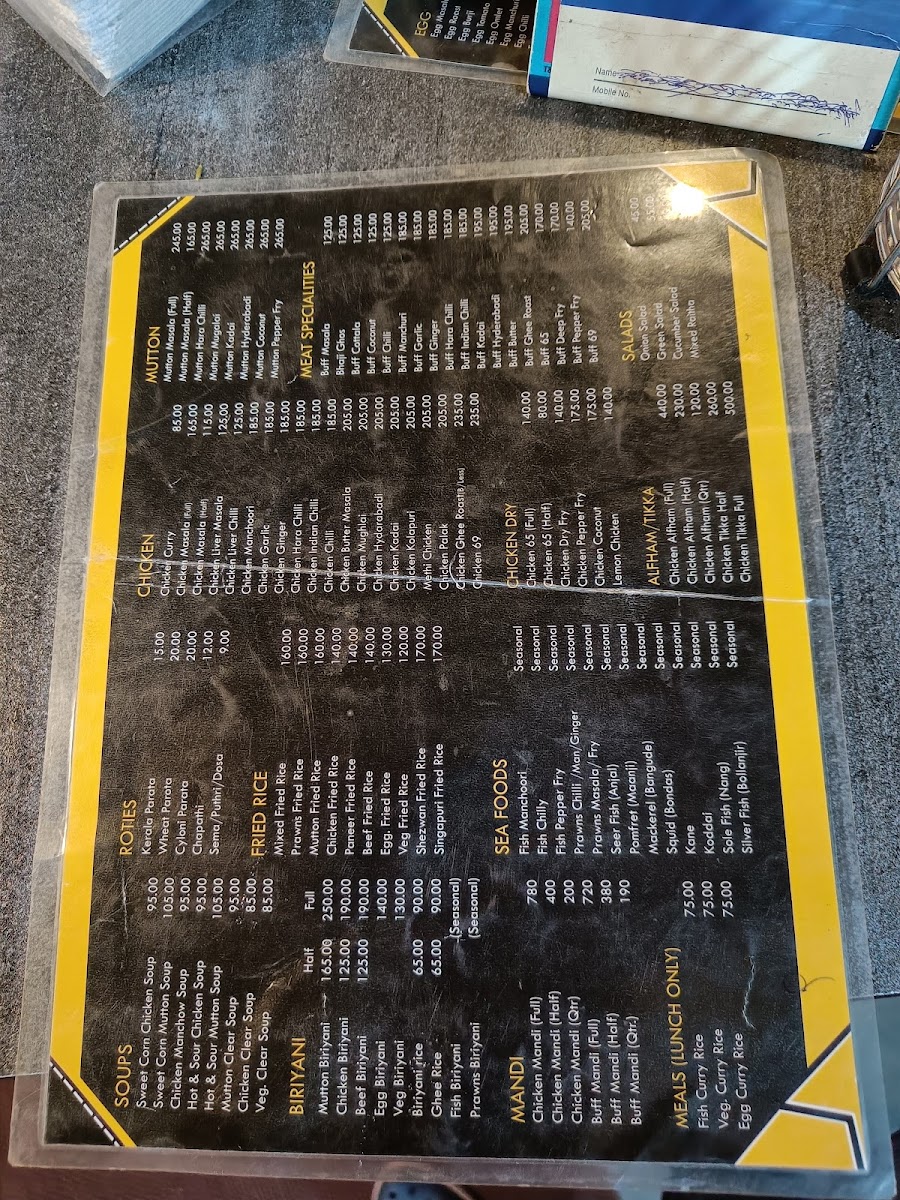 SOUPS
Sweet Corn Chicken Soup 95.00
Sweet Corn Mutton Soup 105.00
Chicken Manchow Soup 95.00
Hot & Sour Chicken Soup 95.00
Hot & Sour Mutton Soup 105.00
Mutton Clear Soup 95.00
Chicken Clear Soup 85.00
Veg. Clear Soup 85.00
BIRIYANI Half Full
Mutton Biriyani 165.00 250.00
Chicken Biriyani 125.00 190.00
Beef Biriyani 125.00 190.00
Egg Biriyani 140.00
Veg Biriyani 130.00
Biriyani rice 65.00 90.00
Ghee Rice 65.00 90.00
Fish Biriyani (Seasonal)
Prawns Biriyani (Seasonal)
MANDI
Chicken Mandi (Full) 780
Chicken Mandi (Half) 400
Chicken Mandi (Qtr) 200
Buff Mandi (Full) 720
Buff Mandi (Half) 380
Buff Mandi (Qtr.) 190
MEALS (LUNCH ONLY)
Fish Curry Rice 75.00
Veg. Curry Rice 75.00
Egg Curry Rice 75.00
ROTIES
Kerala Parata 15.00
Wheat Parata 20.00
Cyloni Parata 20.00
Chapathi 12.00
Sema/Puthri/Dosa 9.00
FRIED RICE
Mixed Fried Rice 160.00
Prawns Fried Rice 160.00
Mutton Fried Rice 160.00
Chicken Fried Rice 140.00
Paneer Fried Rice 140.00
Beef Fried Rice 140.00
Egg. Fried Rice 130.00
Veg Fried Rice 120.00
Shezwan Fried Rice 170.00
Singapuri Fried Rice 170.00
SEA FOODS
Fish Manchoori Seasonal
Fish Chilly Seasonal
Fish Pepper Fry Seasonal
Prawns Chilli /Man/Ginger Seasonal
Prawns Masala/ Fry Seasonal
Seer Fish (Anjal) Seasonal
Pomfret (Maanji) Seasonal
Mackerel (Bangude) Seasonal
Squid (Bondas) Seasonal
Kane Seasonal
Koddai Seasonal
Sole Fish (Nang) Seasonal
Silver Fish (Bollanjir) Seasonal
CHICKEN
Chicken Curry 85.00
Chicken Masala (Full) 165.00
Chicken Masala (Half) 115.00
Chicken Liver Masala 125.00
Chicken Liver Chilli 125.00
Chicken Manchoori 185.00
Chicken Garlic 185.00
Chicken Ginger 185.00
Chicken Hara Chilli 185.00
Chicken Indian Chilli 185.00
Chicken Chilli 185.00
Chicken Butter Masala 205.00
Chicken Mughlai 205.00
Chicken Hydrabadi 205.00
Chicken Kadai 205.00
Chicken Kolapuri 205.00
Methi Chicken 205.00
Chicken Palak 205.00
Chicken Ghee Roast(B/Less) 235.00
Chicken 69 235.00
CHICKEN DRY
Chicken 65 (Full) 140.00
Chicken 65 (Half) 80.00
Chicken Dry Fry 140.00
Chicken Pepper Fry 175.00
Chicken Coconut 175.00
Lemon Chicken 140.00
ALFHAM/TIKKA
Chicken Alfham (Full) 440.00
Chicken Alfham (Half) 230.00
Chicken Alfham (Qtr) 120.00
Chicken Tikka Half 260.00
Chicken Tikka Full 500.00
MUTTON
Mutton Masala (Full) 245.00
Mutton Masala (Half) 165.00
Mutton Harra Chilli 265.00
Mutton Mugalai 265.00
Mutton Kadai 265.00
Mutton Hyderabadi 265.00
Mutton Coconut 265.00
Mutton Pepper Fry 265.00
MEAT SPECIALITIES
Buff Masala 125.00
Bhaji Ghas 125.00
Buff Cuttala 125.00
Buff Coconut 125.00
Buff Chilli 125.00
Buff Manchuri 185.00
Buff Garlic 185.00
Buff Ginger 185.00
Buff Harra Chilli 185.00
Buff Indian Chilli 185.00
Buff Kadai 195.00
Buff Hyderabadi 195.00
Buff Butter 195.00
Buff Ghee Roast 205.00
Buff 65 170.00
Buff Deep Fry 170.00
Buff Pepper Fry 140.00
Buff 69 205.00
SALADS
Onion Salad 45.00
Green Salad
Cucumber Salad
Mixed Raitha
EGG
Egg Masala
Egg Roast
Egg Burji
Egg Tomato
Egg Omlet
Egg Manchuri
Egg Chilli
Name
Mobile No.